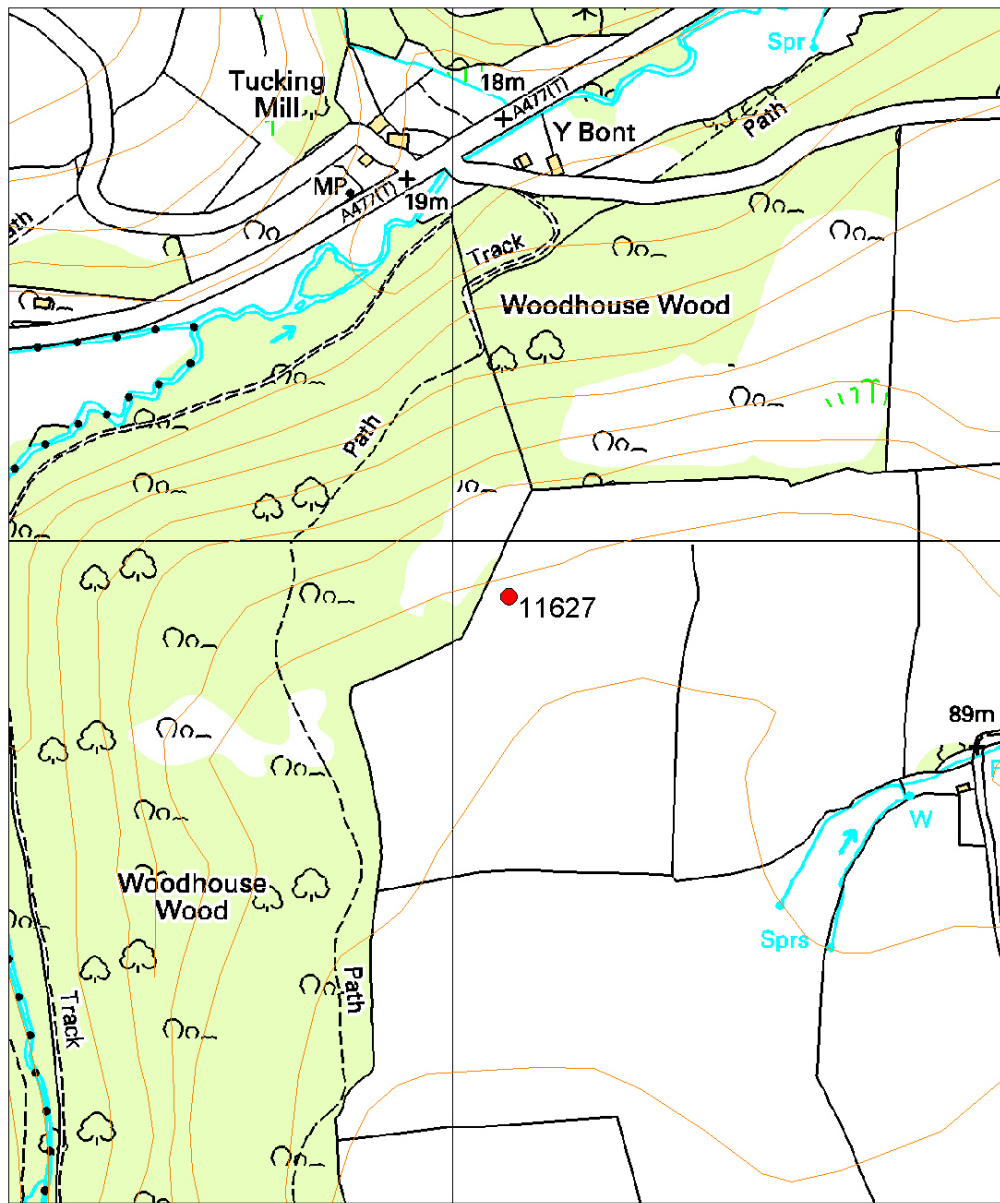 Spr
Tucking
Mill
18m
A477(T)
Path
Y Bont
MP
A477(T)
19m
ath
Track
Woodhouse Wood
Path
11627
89m
W
Woodhouse
Wood
Sprs
Path
Track